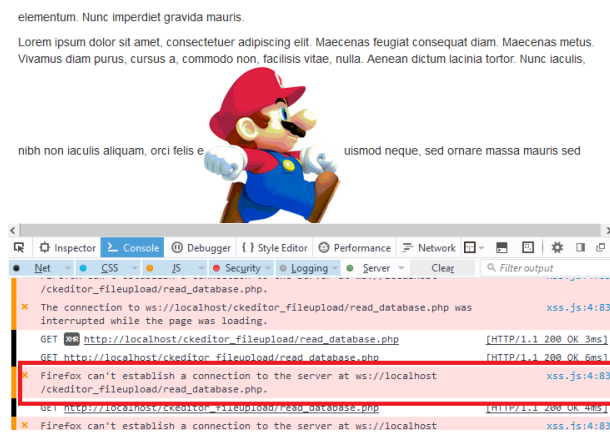 elementum. Nunc imperdiet gravida mauris.
Lorem ipsum dolor sit amet, consectetuer adipiscing elit. Maecenas feugiat consequat diam. Maecenas metus.
Vivamus diam purus, cursus a, commodo non, facilisis vitae, nulla. Aenean dictum lacinia tortor. Nunc iaculis,
nibh non iaculis aliquam, orci felis e uismod neque, sed ornare massa mauris sed
Inspector Console Debugger { } Style Editor Performance Network
Net CSS JS Security Logging Server Clear Filter output
/ckeditor_fileupload/read_database.php.
The connection to ws://localhost/ckeditor_fileupload/read_database.php was xss.js:4:83
interrupted while the page was loading.
GET XHR http://localhost/ckeditor_fileupload/read_database.php [HTTP/1.1 200 OK 3ms]
GET http://localhost/ckeditor_fileupload/read_database.php [HTTP/1.1 200 OK 6ms]
Firefox can't establish a connection to the server at ws://localhost xss.js:4:83
/ckeditor_fileupload/read_database.php.
GET http://localhost/ckeditor_fileupload/read_database.php [HTTP/1.1 200 OK 4ms]
Firefox can't establish a connection to the server at ws://localhost xss.js:4:83